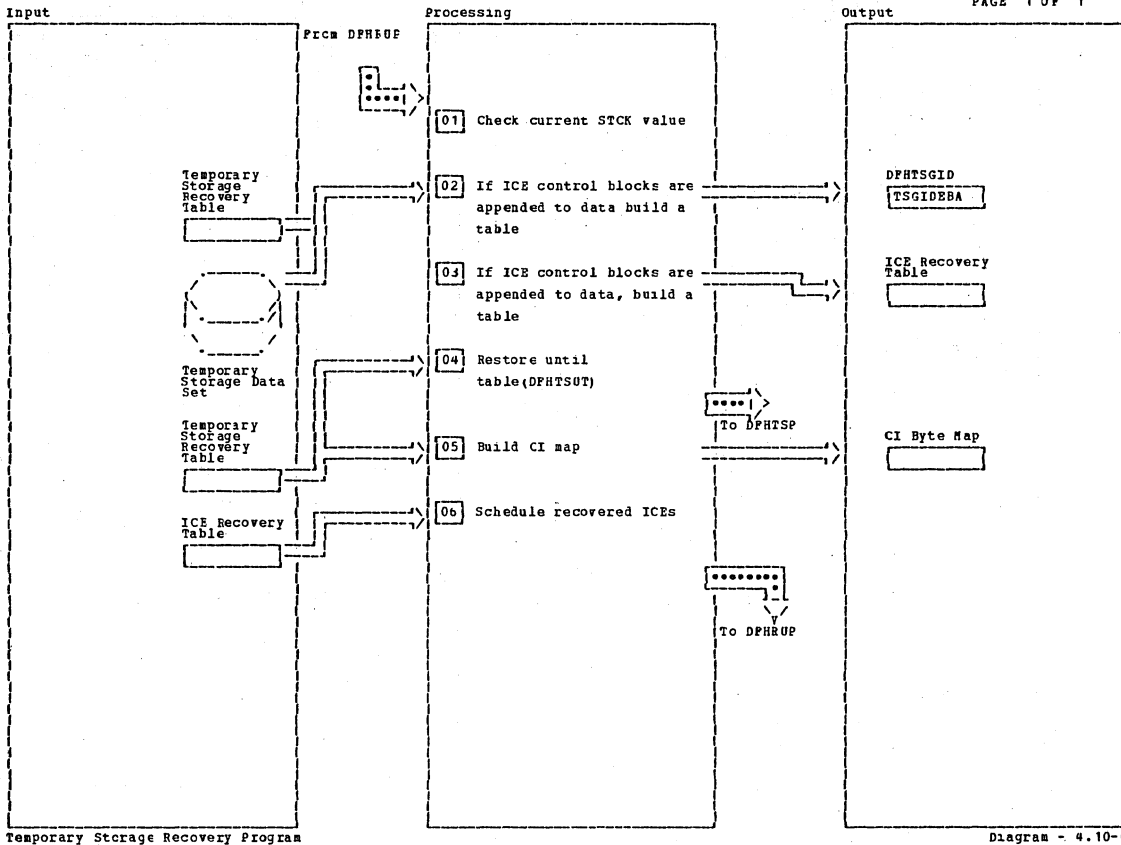 PAGE 1 OF 1
Input
Processing
Output
From DFHRUP
01 Check current STCK value
Temporary
Storage
Recovery
Table
02 If ICE control blocks are
appended to data build a
table
DFHTSGID
TSGIDEBA
03 If ICE control blocks are
appended to data, build a
table
ICE Recovery
Table
Temporary
Storage Data
Set
04 Restore until
table(DFHTSUT)
To DFHTSP
Temporary
Storage
Recovery
Table
05 Build CI map
CI Byte Map
ICE Recovery
Table
06 Schedule recovered ICEs
To DFHRUP
Temporary Storage Recovery Program
Diagram - 4.10-